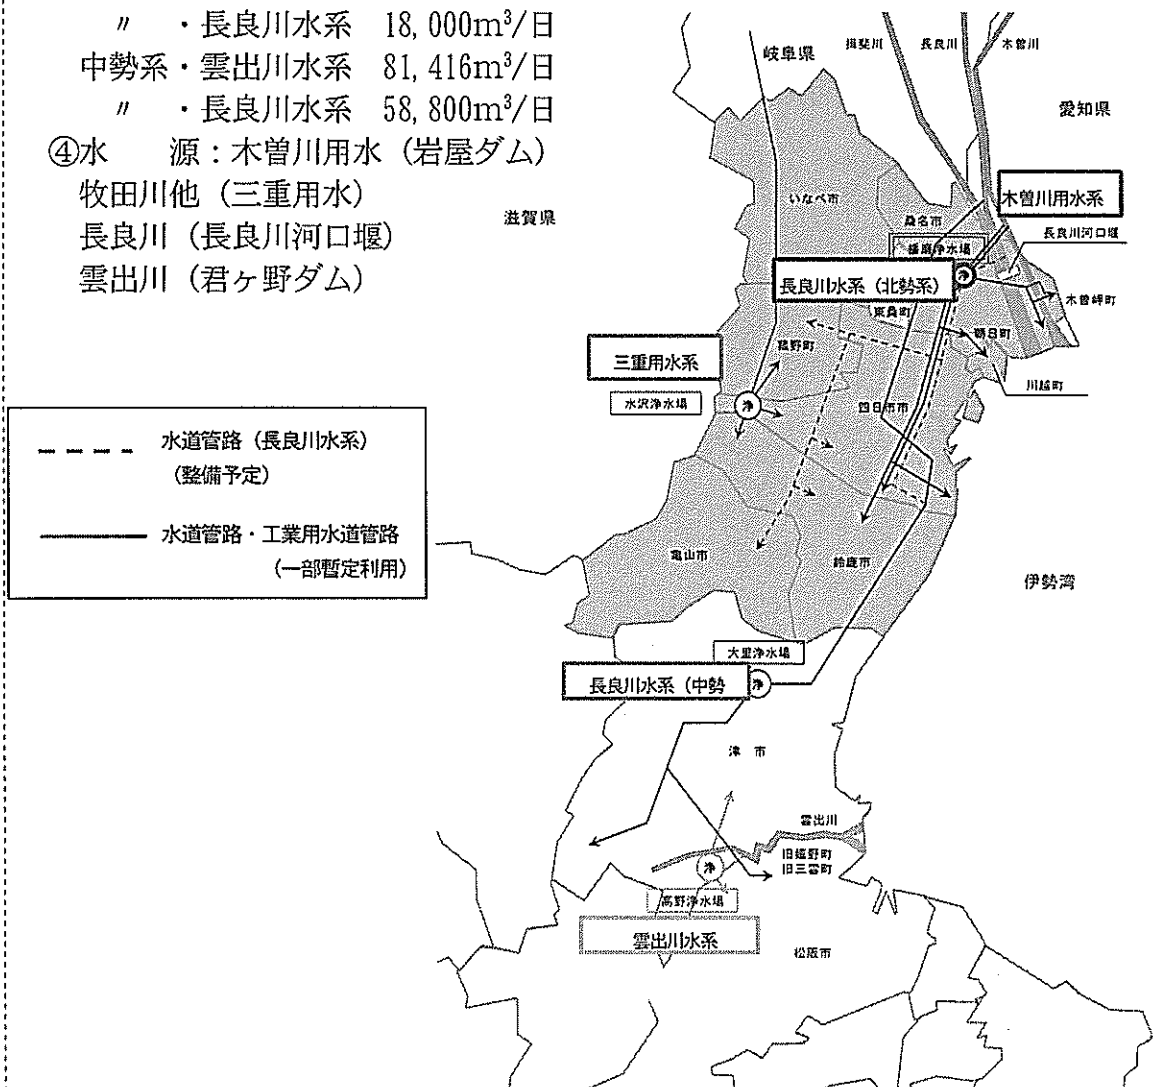 〃 ・長良川水系 18,000m³/日
中勢系・雲出川水系 81,416m³/日
〃 ・長良川水系 58,800m³/日
④水 源：木曽川用水（岩屋ダム）
牧田川他（三重用水）
長良川（長良川河口堰）
雲出川（君ヶ野ダム）
岐阜県
揖斐川
長良川
木曽川
愛知県
滋賀県
いなべ市
桑名市
木曽川用水系
長良川河口堰
播磨浄水場
浄
長良川水系（北勢系）
木曽岬町
東員町
朝日町
三重用水系
菰野町
川越町
水沢浄水場
浄
四日市市
水道管路（長良川水系）
（整備予定）
水道管路・工業用水道管路
（一部暫定利用）
亀山市
鈴鹿市
伊勢湾
大里浄水場
長良川水系（中勢
浄
津 市
雲出川
旧嬉野町
旧三雲町
浄
高野浄水場
雲出川水系
松阪市